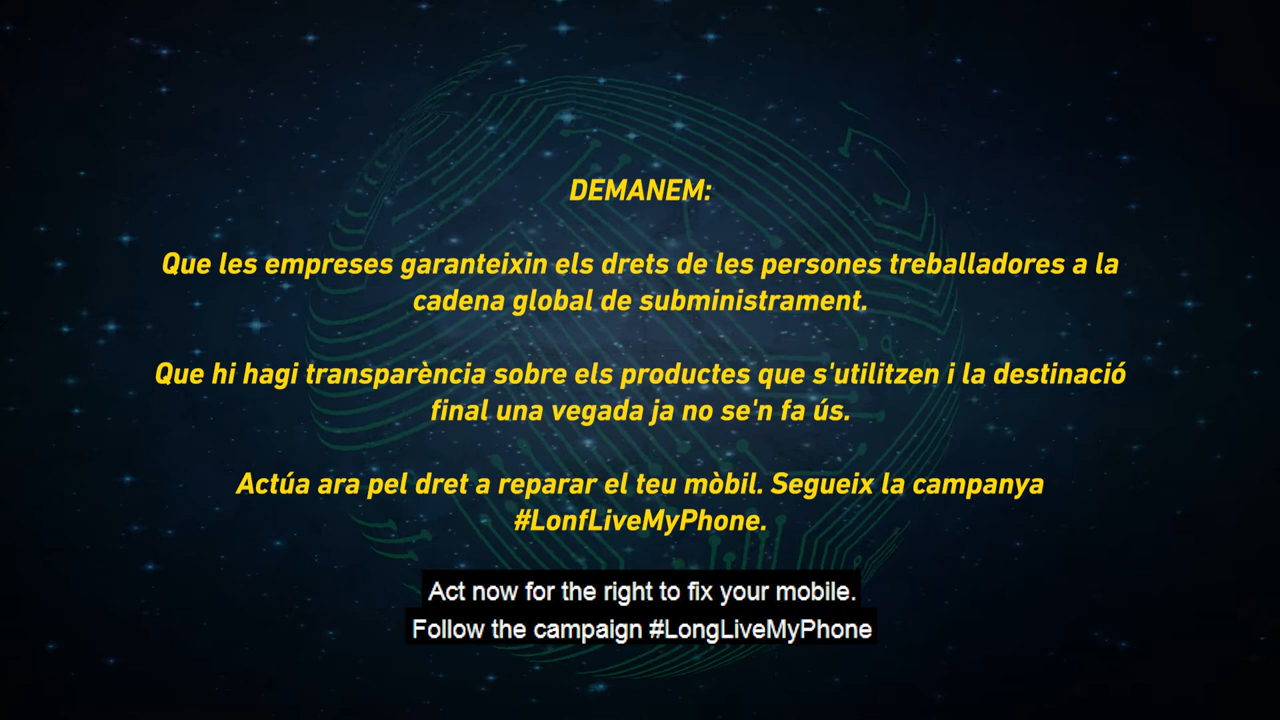 DEMANEM:
Que les empreses garanteixin els drets de les persones treballadores a la
cadena global de subministrament.
Que hi hagi transparència sobre els productes que s'utilitzen i la destinació
final una vegada ja no se'n fa ús.
Actúa ara pel dret a reparar el teu mòbil. Segueix la campanya
#LonfLiveMyPhone.
Act now for the right to fix your mobile.
Follow the campaign #LongLiveMyPhone